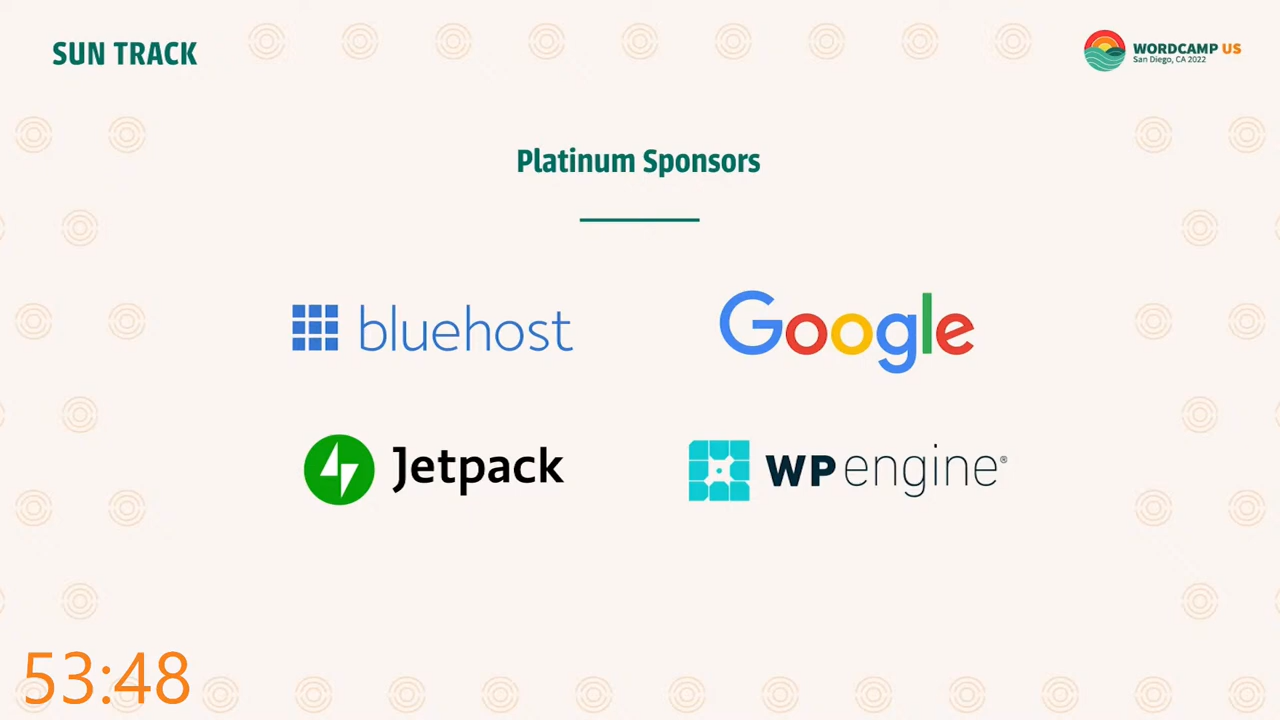 SUN TRACK
WORDCAMP US
San Diego, CA 2022
Platinum Sponsors
bluehost
Google
Jetpack
WP engine®
53:48